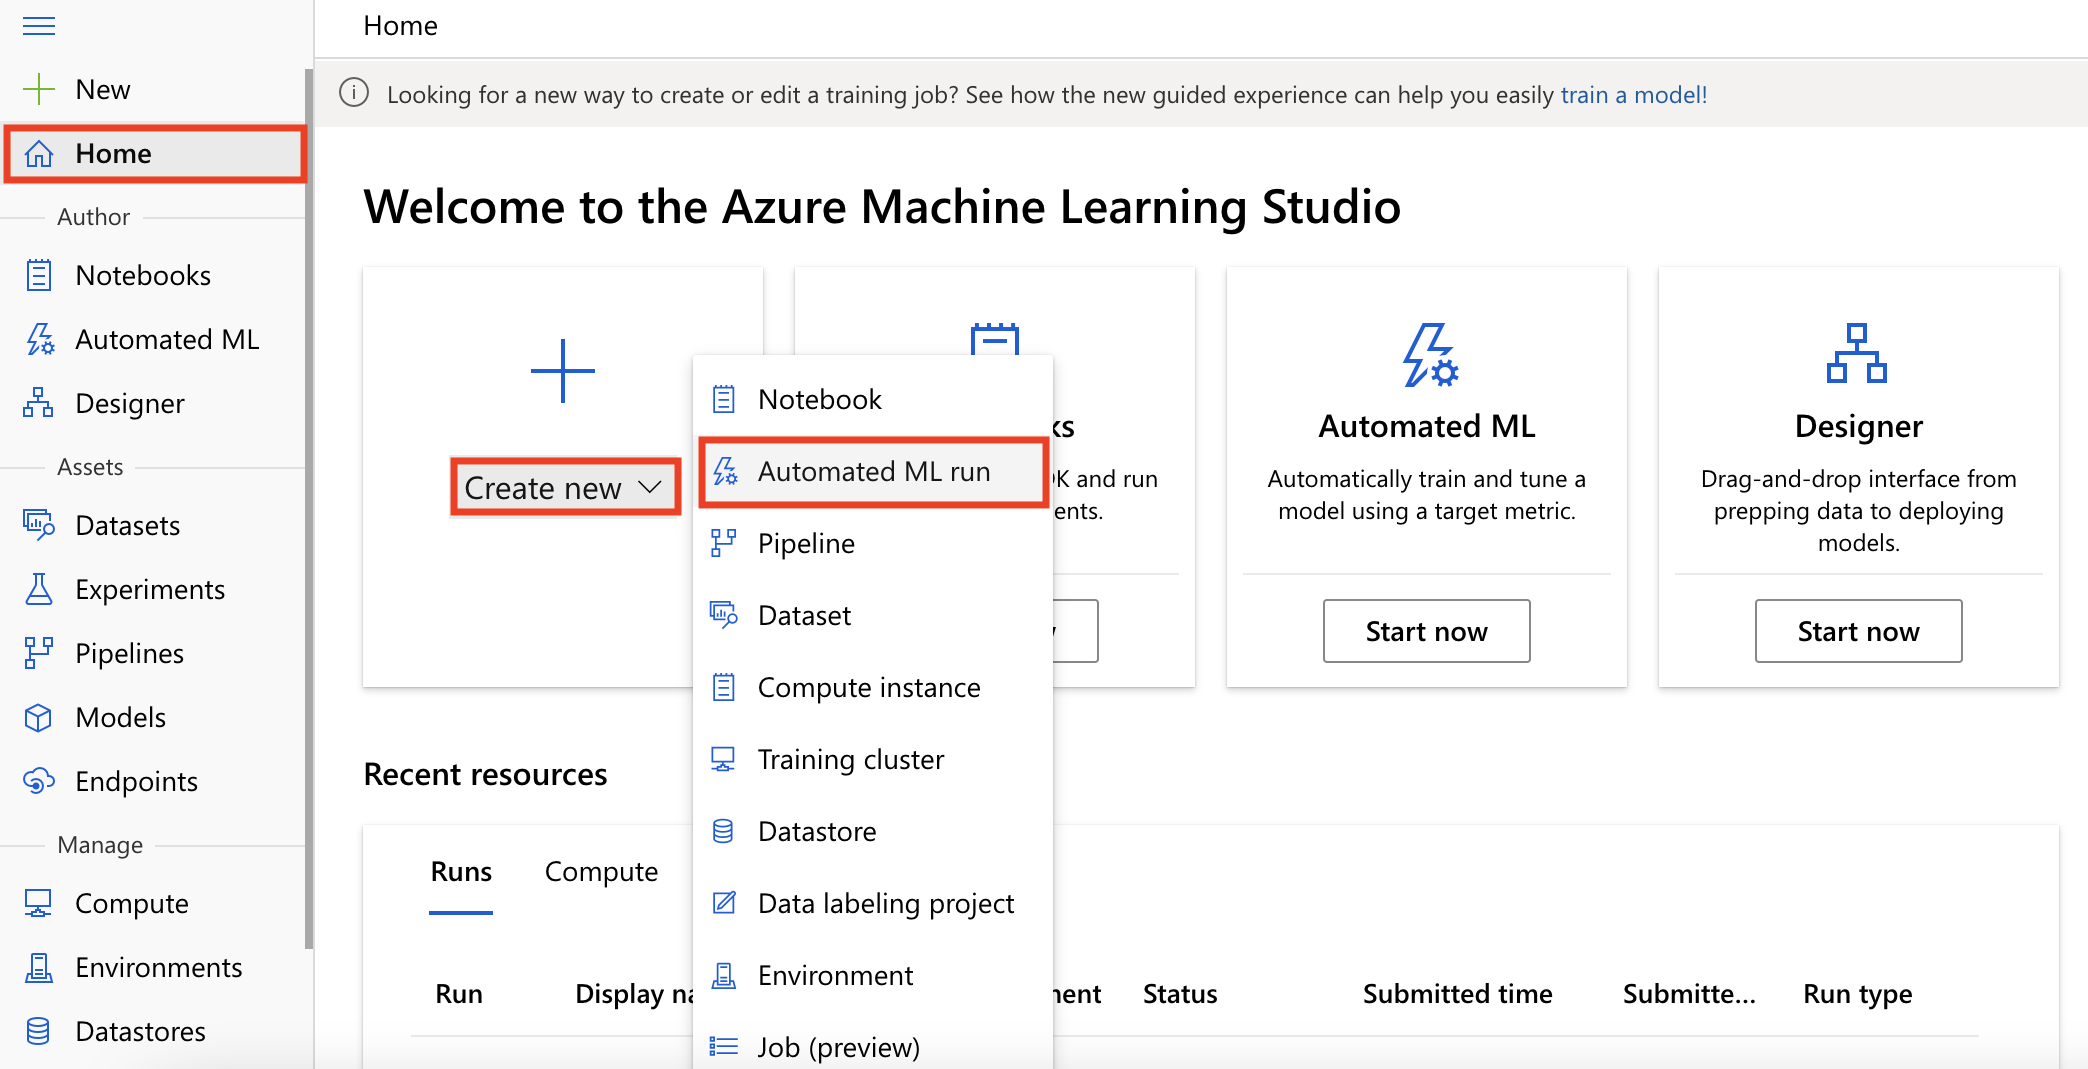 Home
New
Home
Author
Notebooks
Automated ML
Designer
Assets
Datasets
Experiments
Pipelines
Models
Endpoints
Manage
Compute
Environments
Datastores
Looking for a new way to create or edit a training job? See how the new guided experience can help you easily train a model!
Welcome to the Azure Machine Learning Studio
Create new
Notebook
Automated ML run
Pipeline
Dataset
Compute instance
Training cluster
Datastore
Data labeling project
Environment
Job (preview)
and run
Automated ML
Automatically train and tune a
model using a target metric.
Start now
Designer
Drag-and-drop interface from
prepping data to deploying
models.
Start now
Recent resources
Runs Compute
Run Display Status Submitted time Submitte... Run type